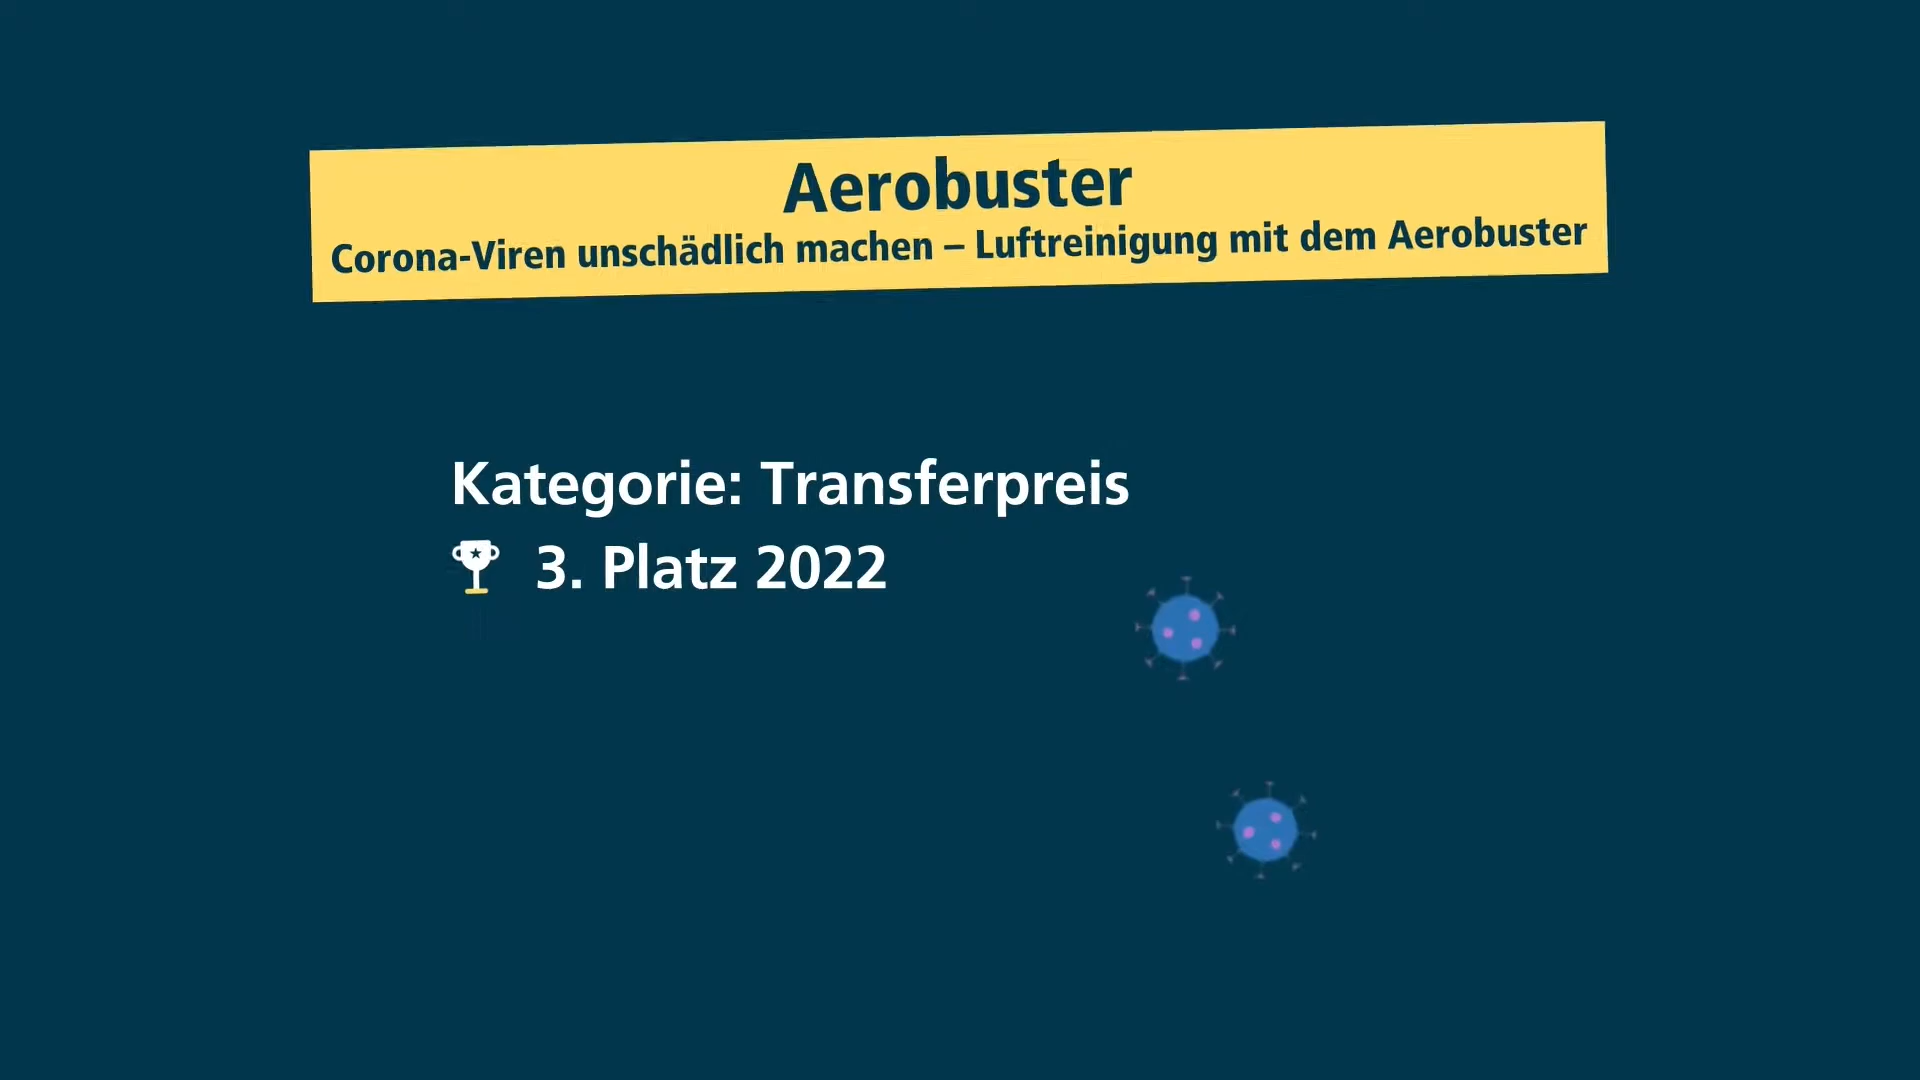 Aerobuster
Corona-Viren unschädlich machen – Luftreinigung mit dem Aerobuster
Kategorie: Transferpreis
3. Platz 2022